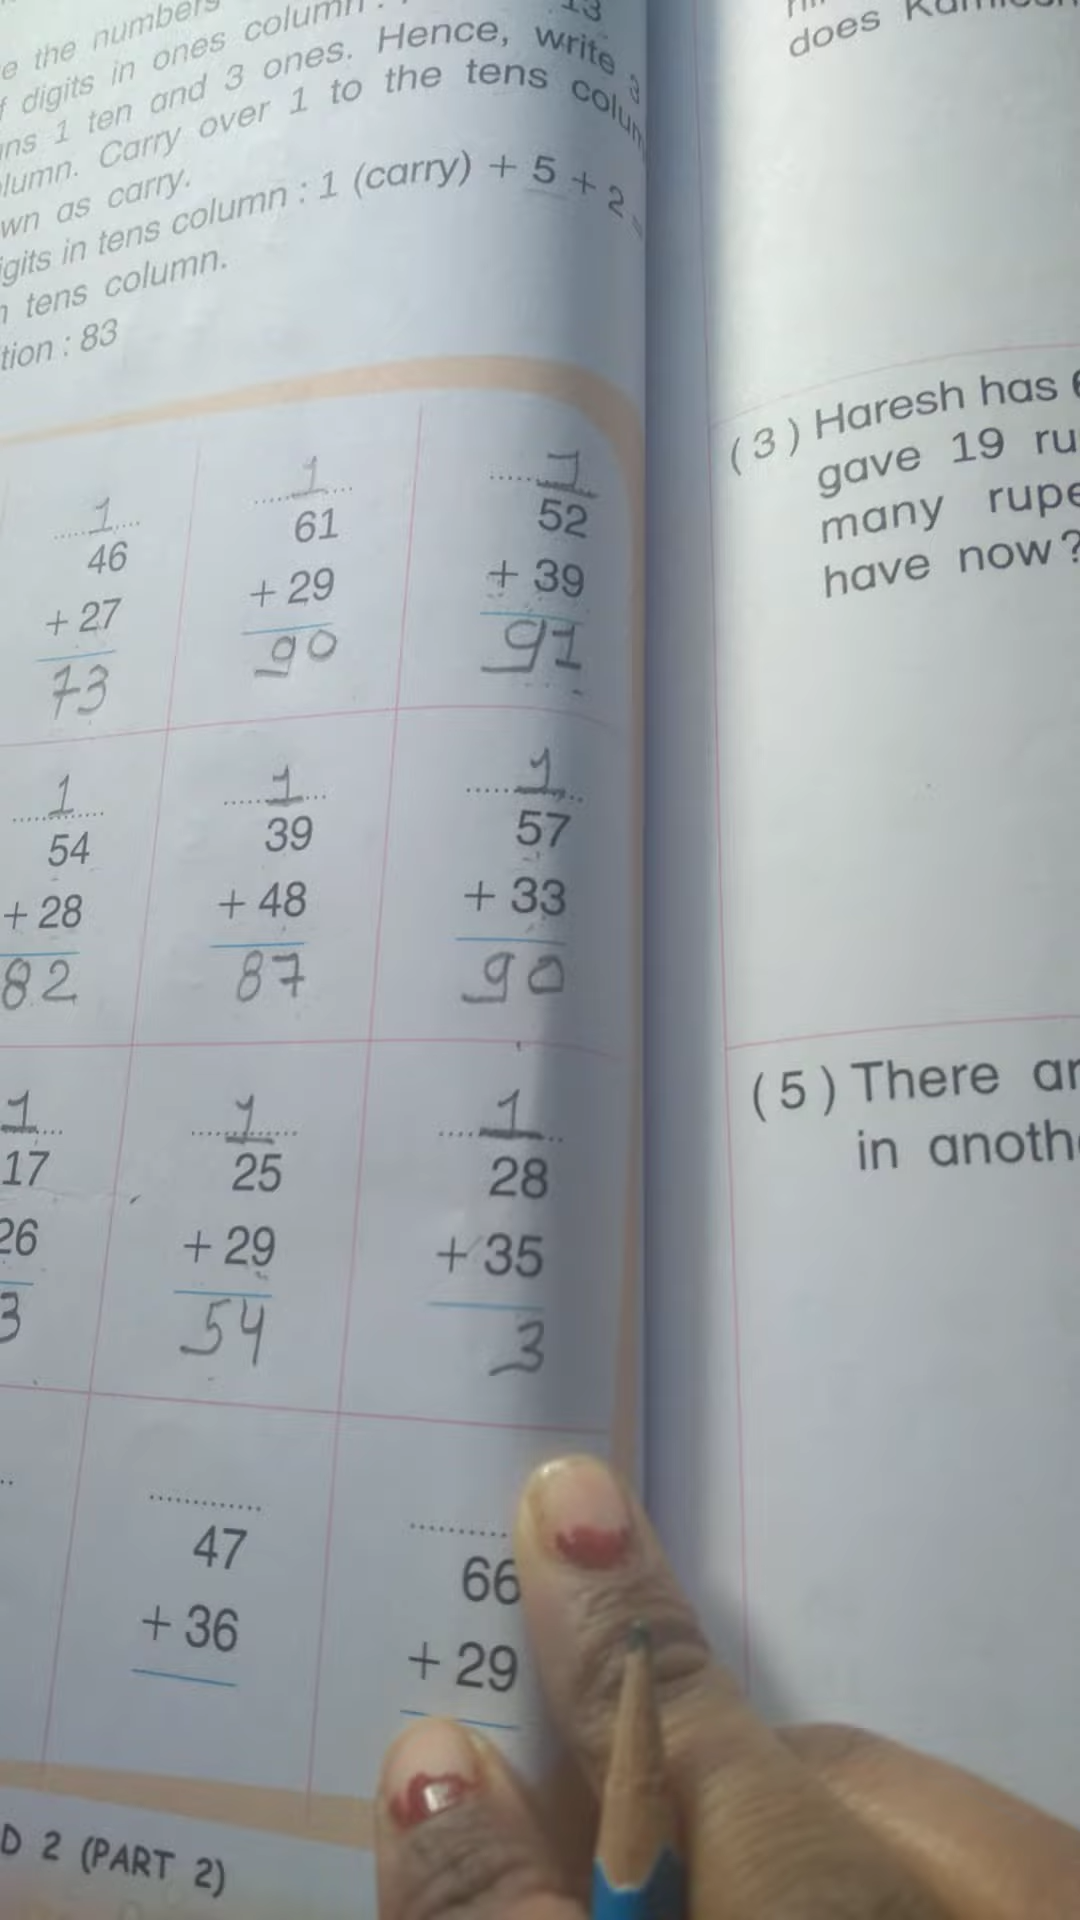 e the numbers
digits in ones column :
13
ns 1 ten and 3 ones. Hence, write 3
lumn. Carry over 1 to the tens colum
wn as carry.
gits in tens column : 1 (carry) + 5 + 2
tens column.
tion : 83
1
46
+ 27
73
1
61
+ 29
90
1
52
+ 39
91
1
54
+ 28
82
1
39
+ 48
87
1
57
+ 33
90
1
17
26
3
1
25
+ 29
54
1
28
+ 35
3
47
+ 36
66
+ 29
D 2 (PART 2)
does
(3) Haresh has
gave 19 ru
many rupe
have now?
(5) There ar
in anoth